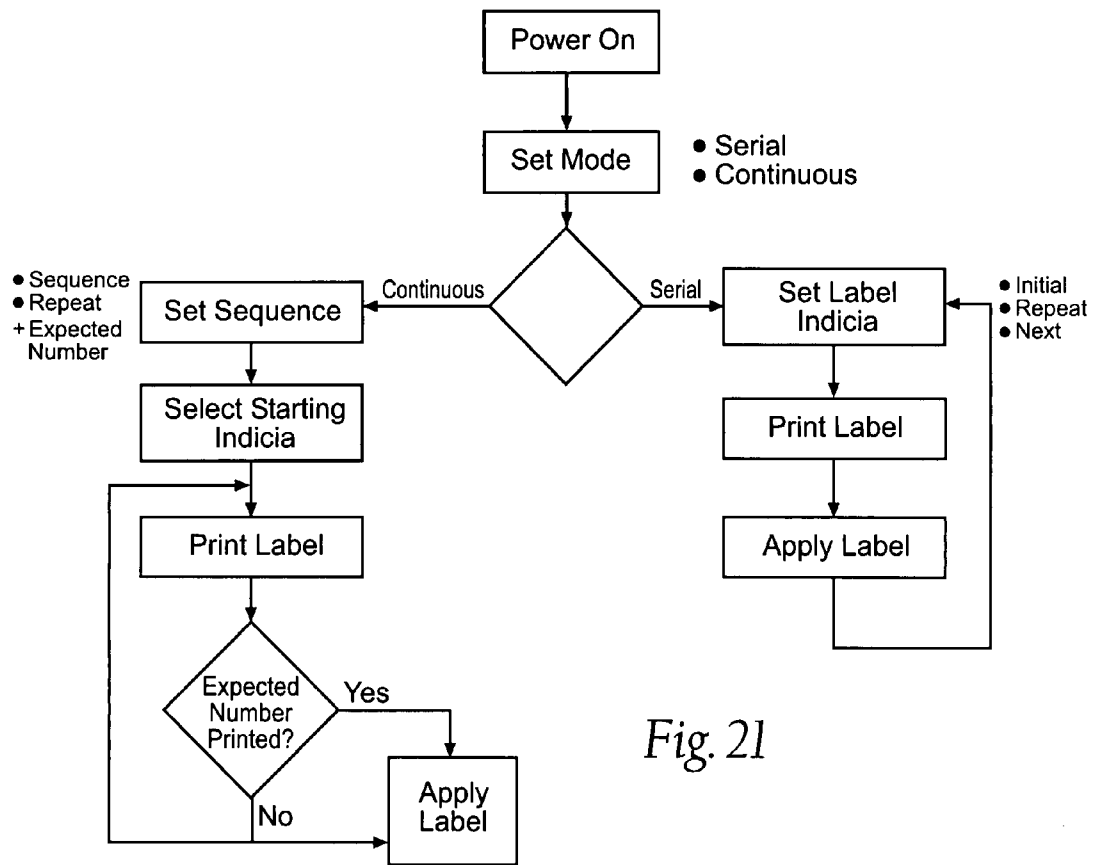 Power On
Set Mode
● Serial
● Continuous
● Sequence
● Repeat
+ Expected
Number
Set Sequence
Continuous
Serial
Set Label
Indicia
● Initial
● Repeat
● Next
Select Starting
Indicia
Print Label
Print Label
Apply Label
Expected
Number
Printed?
Yes
No
Apply
Label
Fig. 21